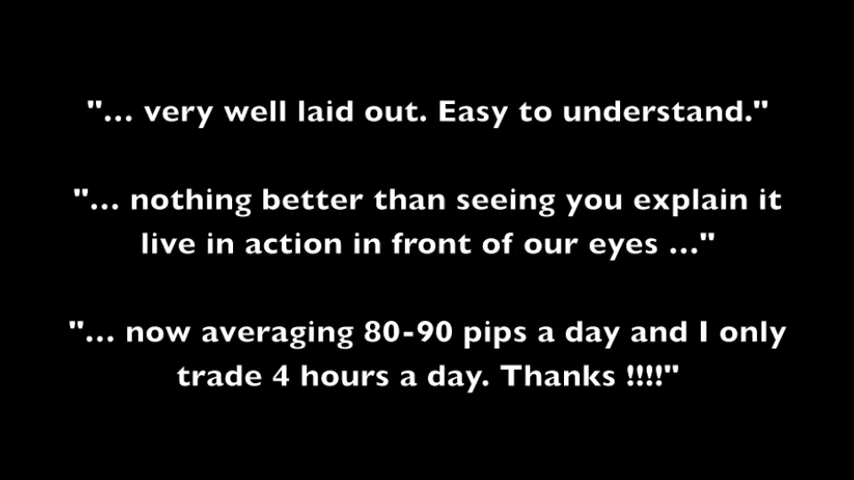 "... very well laid out. Easy to understand."
"... nothing better than seeing you explain it
live in action in front of our eyes ..."
"... now averaging 80-90 pips a day and I only
trade 4 hours a day. Thanks !!!!"